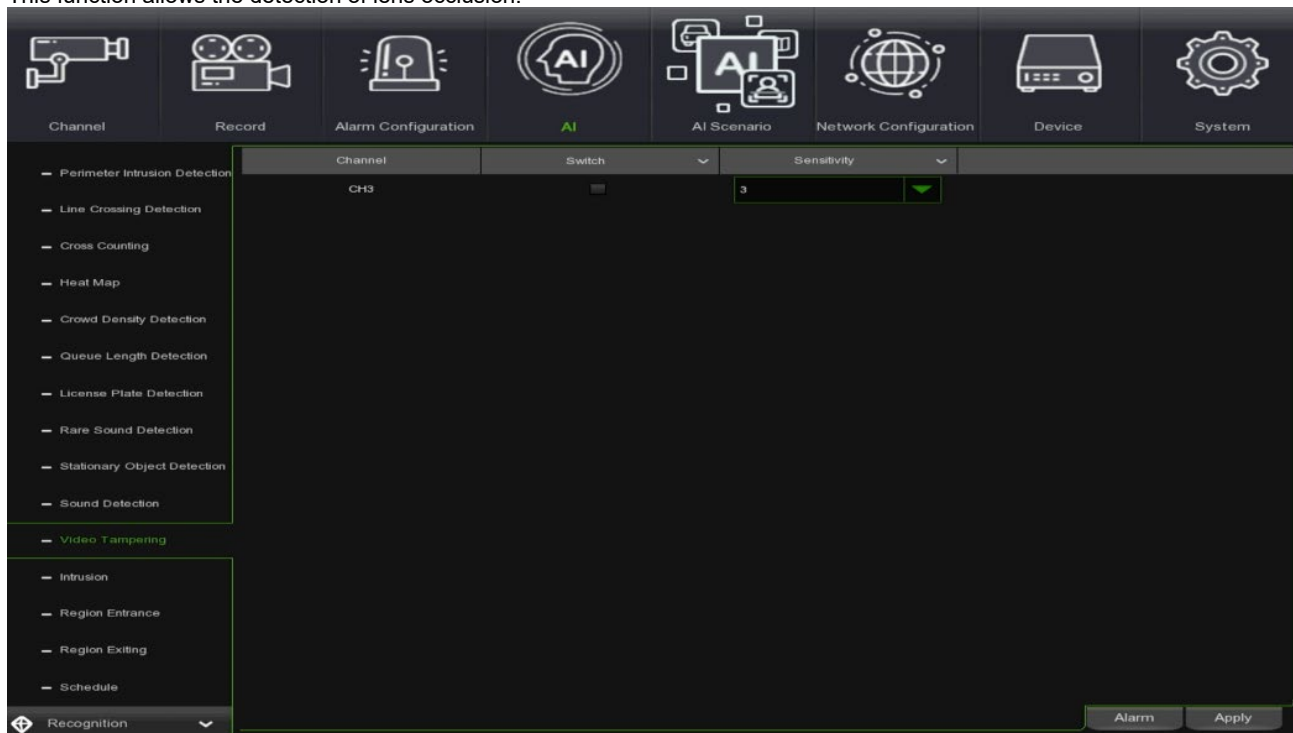 This function allows the detection of lens occlusion.
AI
AI
Channel
Record
Alarm Configuration
AI
AI Scenario
Network Configuration
Device
System
Channel
Switch
Sensitivity
CH3
3
Perimeter Intrusion Detection
Line Crossing Detection
Cross Counting
Heat Map
Crowd Density Detection
Queue Length Detection
License Plate Detection
Rare Sound Detection
Stationary Object Detection
Sound Detection
Video Tampering
Intrusion
Region Entrance
Region Exiting
Schedule
Recognition
Alarm
Apply